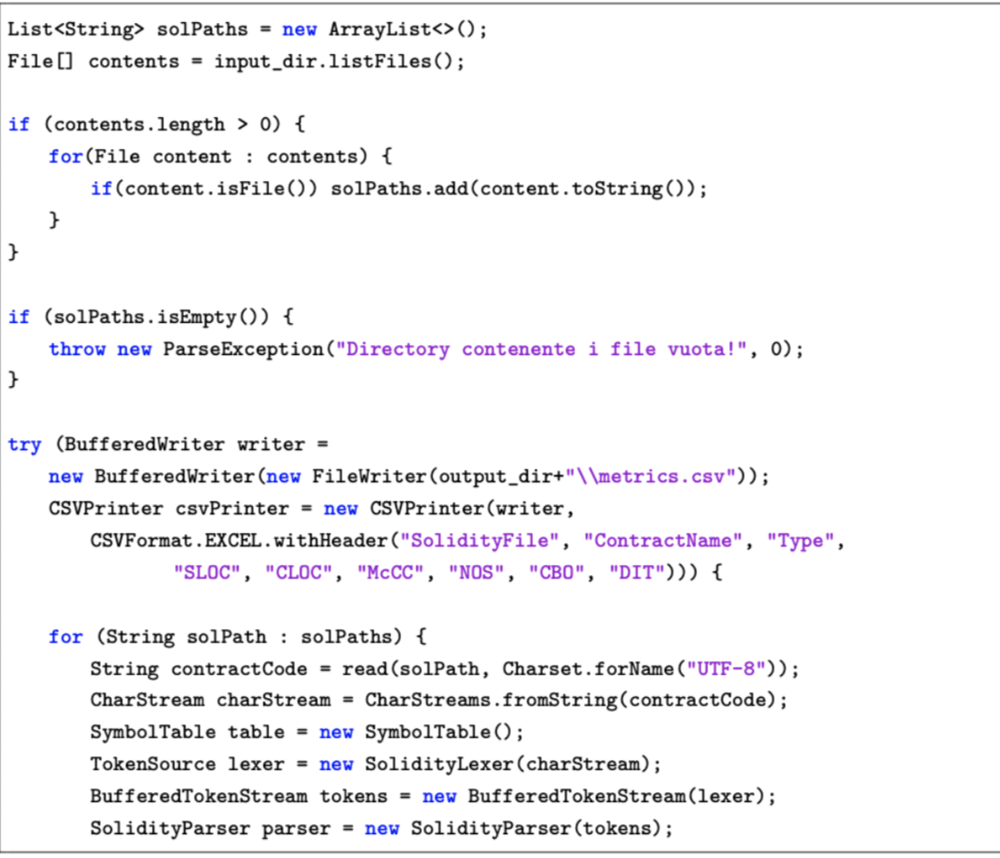 List<String> solPaths = new ArrayList<>();
File[] contents = input_dir.listFiles();

if (contents.length > 0) {
    for(File content : contents) {
        if(content.isFile()) solPaths.add(content.toString());
    }
}

if (solPaths.isEmpty()) {
    throw new ParseException("Directory contenente i file vuota!", 0);
}

try (BufferedWriter writer =
    new BufferedWriter(new FileWriter(output_dir+"\\metrics.csv"));
    CSVPrinter csvPrinter = new CSVPrinter(writer,
        CSVFormat.EXCEL.withHeader("SolidityFile", "ContractName", "Type",
                "SLOC", "CLOC", "McCC", "NOS", "CBO", "DIT"))) {

    for (String solPath : solPaths) {
        String contractCode = read(solPath, Charset.forName("UTF-8"));
        CharStream charStream = CharStreams.fromString(contractCode);
        SymbolTable table = new SymbolTable();
        TokenSource lexer = new SolidityLexer(charStream);
        BufferedTokenStream tokens = new BufferedTokenStream(lexer);
        SolidityParser parser = new SolidityParser(tokens);